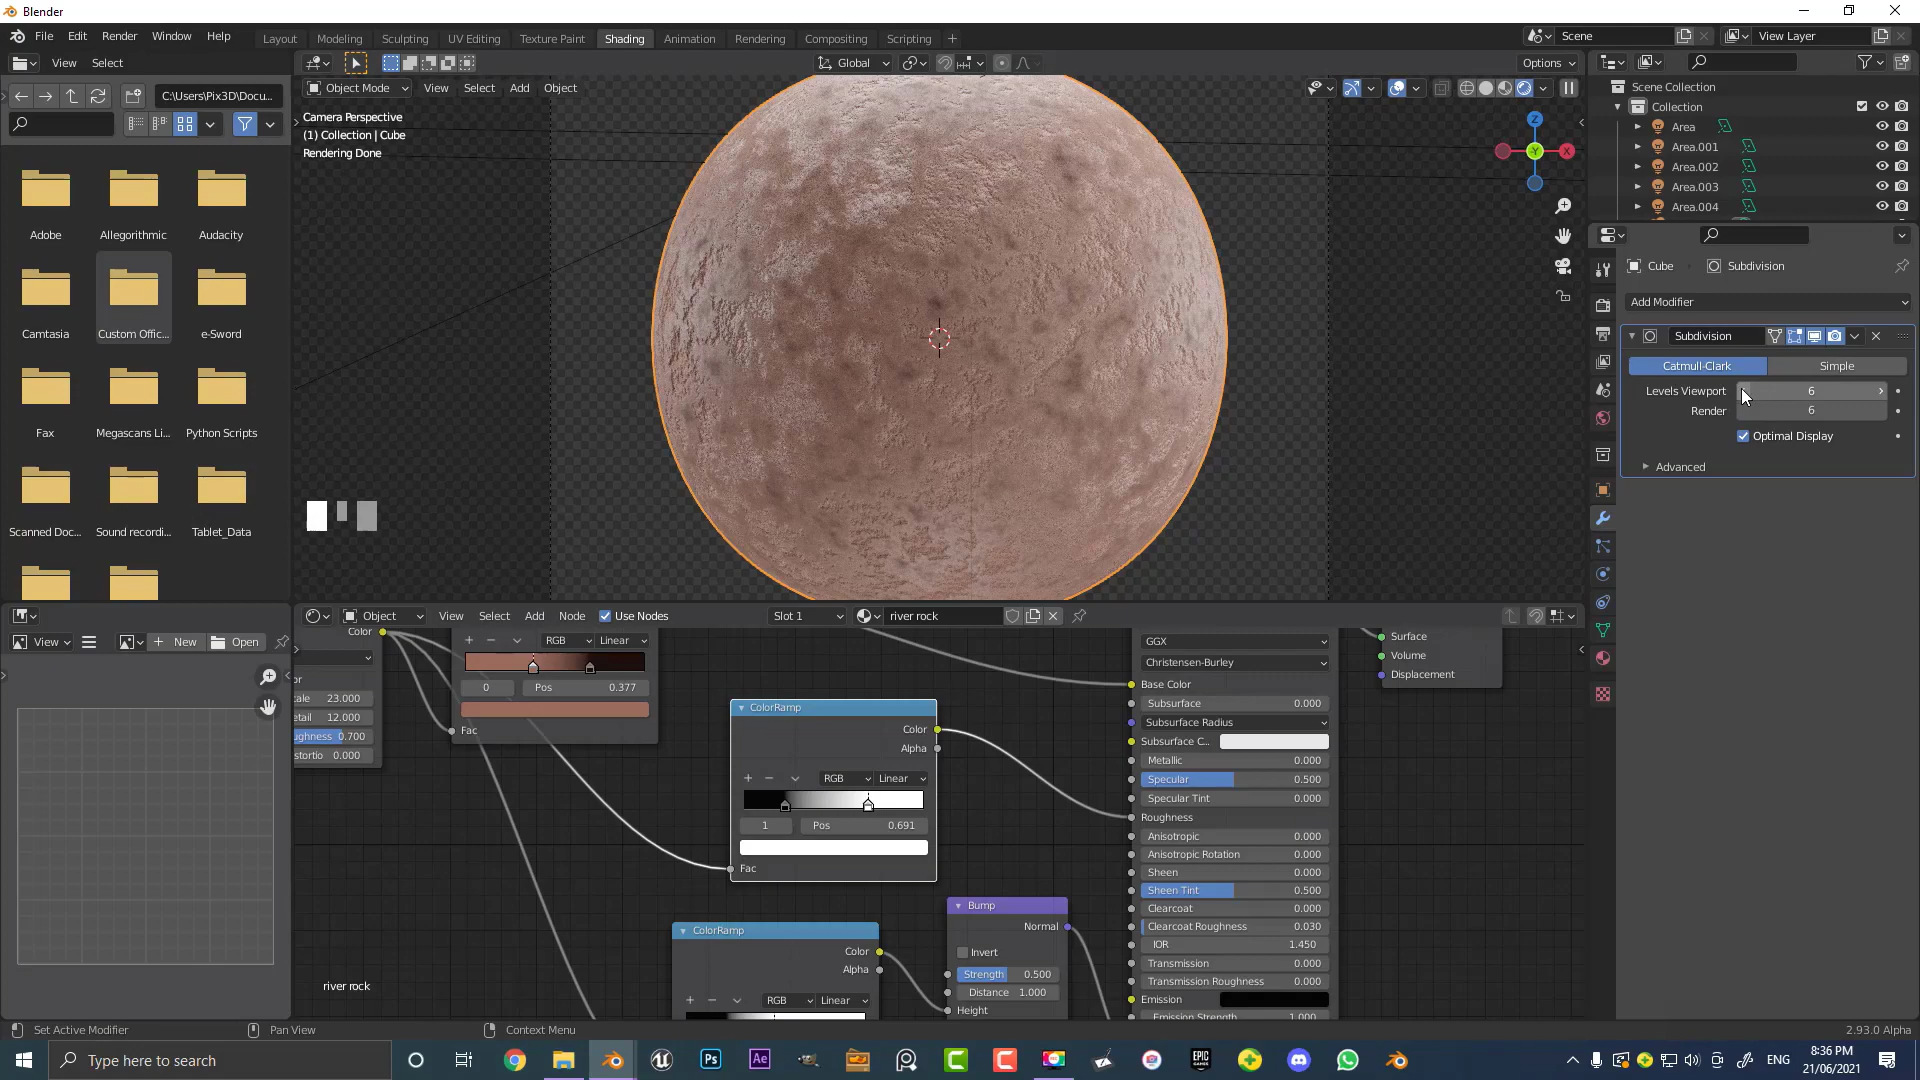 Blender
File Edit Render Window Help
Layout Modeling Sculpting UV Editing Texture Paint Shading Animation Rendering Compositing Scripting
Scene
View Layer
View Select
Global
Options
C:\Users\Pix3D\Docu...
Object Mode View Select Add Object
Camera Perspective
(1) Collection | Cube
Rendering Done
Z
Y
X
Scene Collection
Collection
Area
Area.001
Area.002
Area.003
Area.004
Adobe
Allegorithmic
Audacity
Camtasia
Custom Offic...
e-Sword
Fax
Megascans Li...
Python Scripts
Scanned Doc...
Sound recordi...
Tablet_Data
Cube
Subdivision
Add Modifier
Subdivision
Catmull-Clark
Simple
Levels Viewport 6
Render 6
Optimal Display
Advanced
View
New
Open
river rock
Object View Select Add Node Use Nodes
Slot 1
river rock
Color
RGB Linear
0 Pos 0.377
Fac
23.000
12.000
0.700
0.000
ColorRamp
Color
Alpha
RGB Linear
1 Pos 0.691
Fac
ColorRamp
Color
Alpha
RGB Linear
Bump
Normal
Invert
Strength 0.500
Distance 1.000
Height
GGX
Christensen-Burley
Base Color
Subsurface 0.000
Subsurface Radius
Subsurface C..
Metallic 0.000
Specular 0.500
Specular Tint 0.000
Roughness
Anisotropic 0.000
Anisotropic Rotation 0.000
Sheen 0.000
Sheen Tint 0.500
Clearcoat 0.000
Clearcoat Roughness 0.030
IOR 1.450
Transmission 0.000
Transmission Roughness 0.000
Emission
Emission Strength 1.000
Surface
Volume
Displacement
Set Active Modifier
Pan View
Context Menu
2.93.0 Alpha
Type here to search
Ps
Ae
EPIC GAMES
ENG
8:36 PM
21/06/2021